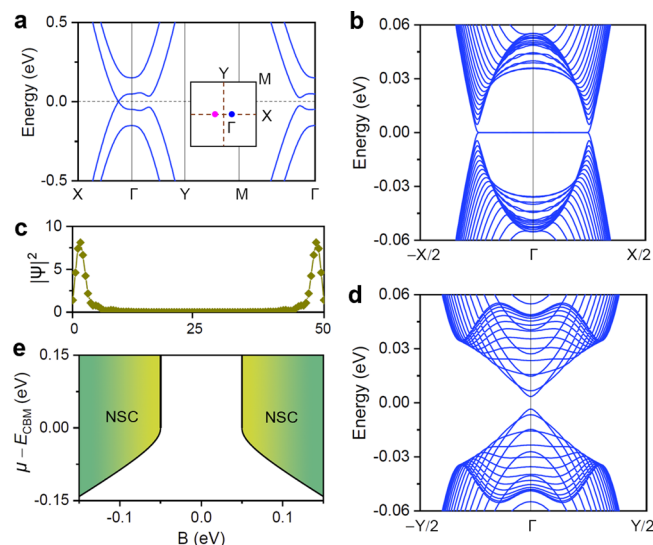 a
0.5
0.0
-0.5
Energy (eV)
X Γ Y M Γ
Y
M
X
Γ
b
0.06
0.03
0.00
-0.03
-0.06
Energy (eV)
−X/2 Γ X/2
c
10
5
0
|Ψ|²
0 25 50
d
0.06
0.03
0.00
-0.03
-0.06
Energy (eV)
−Y/2 Γ Y/2
e
0.15
0.00
-0.15
μ − E_CBM (eV)
NSC NSC
-0.1 0.0 0.1
B (eV)